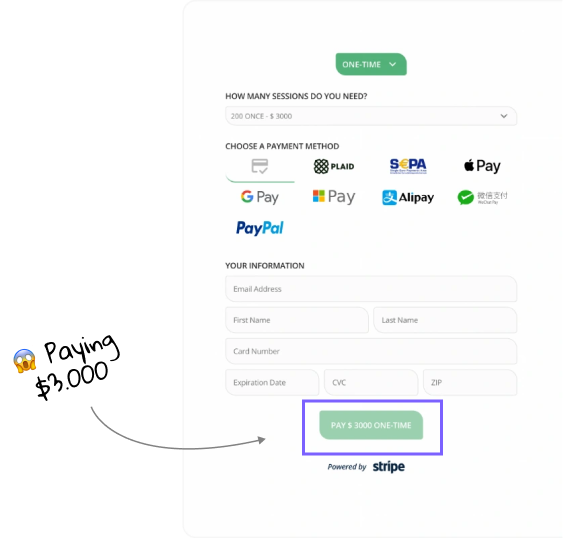 ONE-TIME
HOW MANY SESSIONS DO YOU NEED?
200 ONCE - $ 3000
CHOOSE A PAYMENT METHOD
PLAID
S€PA
Pay
G Pay
Pay
Alipay
微信支付
WeChat Pay
PayPal
YOUR INFORMATION
Email Address
First Name
Last Name
Card Number
Expiration Date
CVC
ZIP
😱 Paying
$3.000
PAY $ 3000 ONE-TIME
Powered by stripe